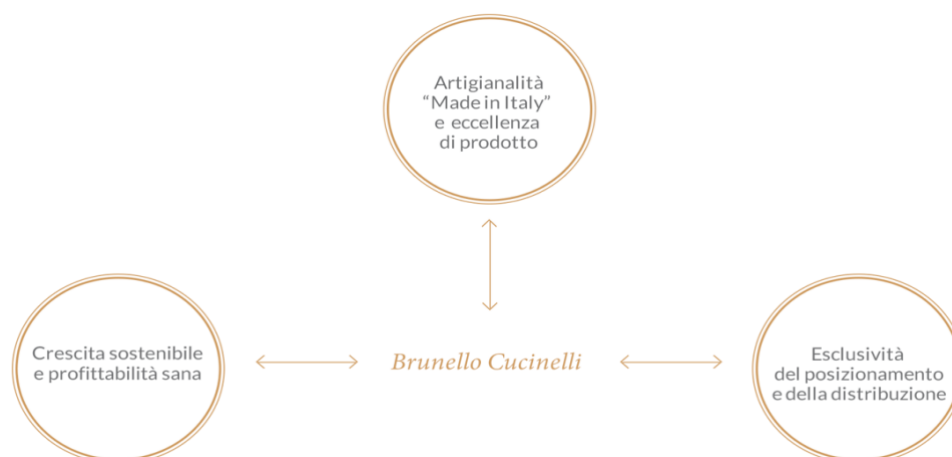 Artigianalità
“Made in Italy”
e eccellenza
di prodotto
Crescita sostenibile
e profittabilità sana
Brunello Cucinelli
Esclusività
del posizionamento
e della distribuzione